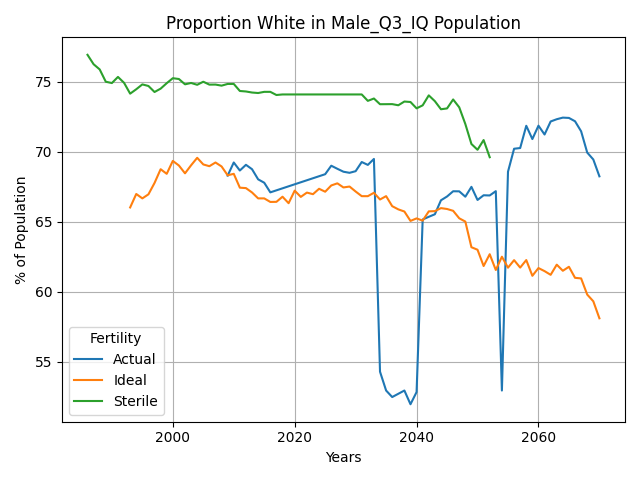 Proportion White in Male_Q3_IQ Population
% of Population
75
70
65
60
55
Fertility
Actual
Ideal
Sterile
2000 2020 2040 2060
Years